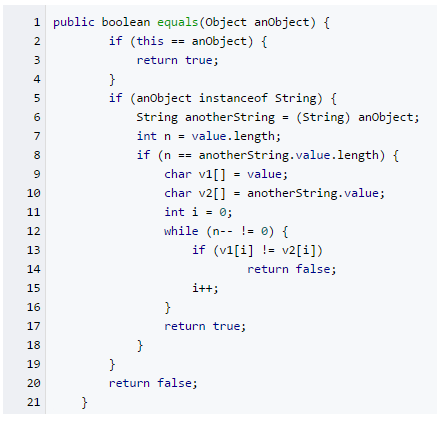 1 public boolean equals(Object anObject) {
2         if (this == anObject) {
3             return true;
4         }
5         if (anObject instanceof String) {
6             String anotherString = (String) anObject;
7             int n = value.length;
8             if (n == anotherString.value.length) {
9                 char v1[] = value;
10                 char v2[] = anotherString.value;
11                 int i = 0;
12                 while (n-- != 0) {
13                     if (v1[i] != v2[i])
14                             return false;
15                     i++;
16                 }
17                 return true;
18             }
19         }
20         return false;
21     }